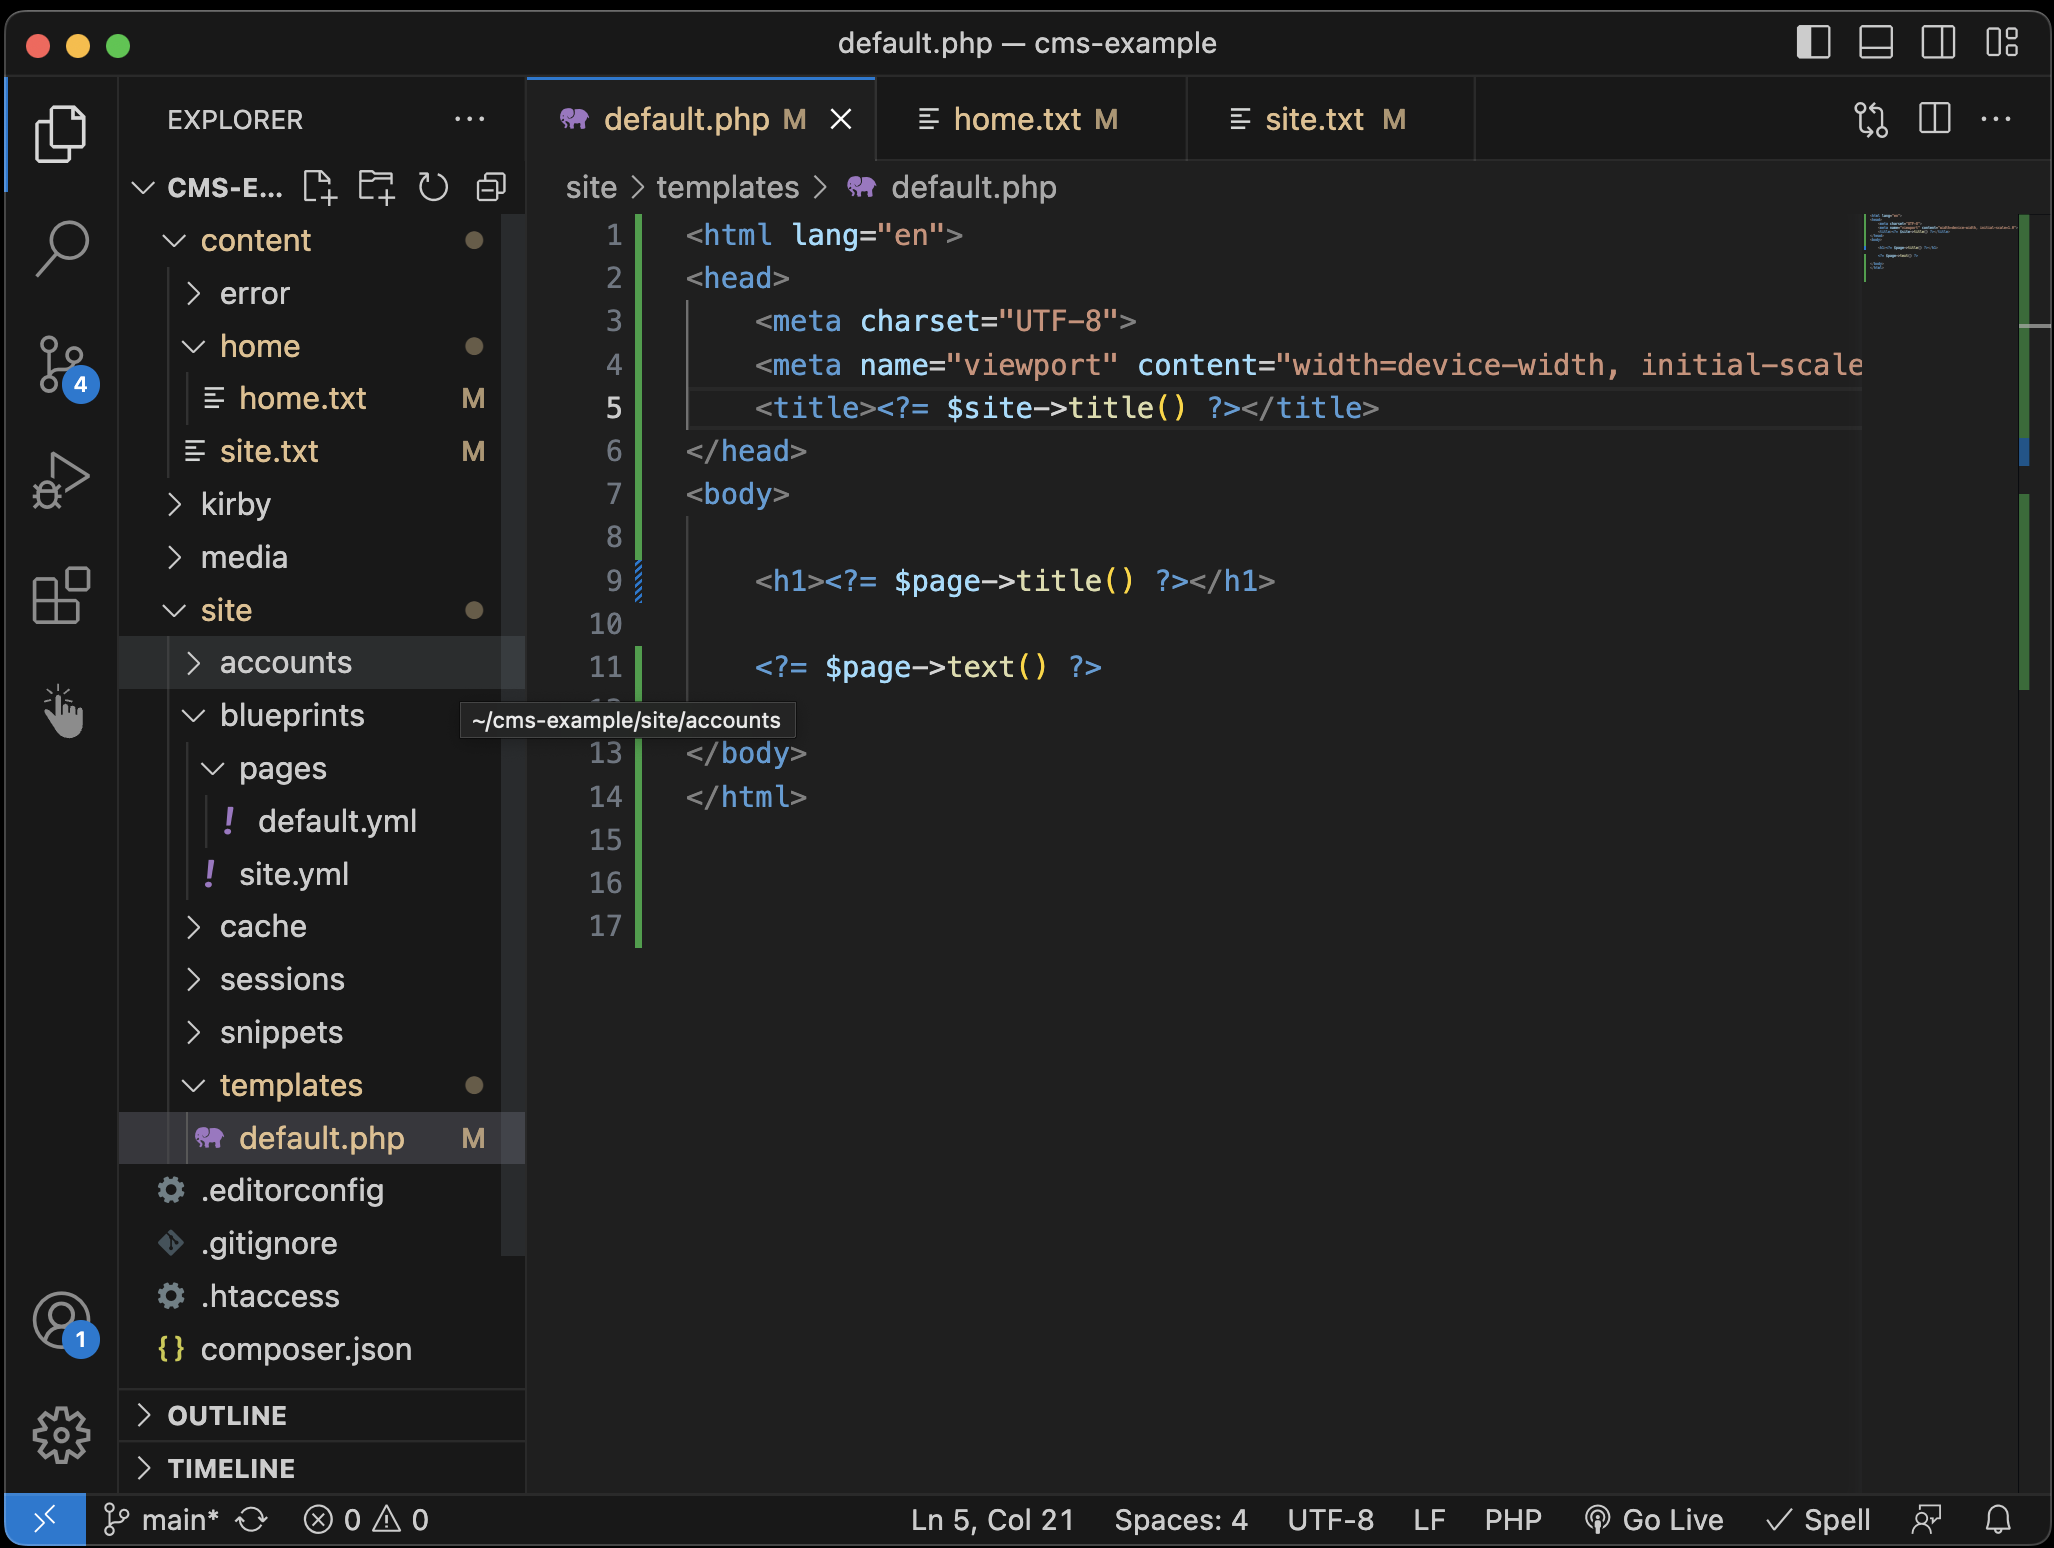 default.php — cms-example
EXPLORER
CMS-E...
content
error
home
home.txt M
site.txt M
kirby
media
site
accounts
blueprints
pages
! default.yml
! site.yml
cache
sessions
snippets
templates
default.php M
.editorconfig
.gitignore
.htaccess
{} composer.json
OUTLINE
TIMELINE
4
1
default.php M
home.txt M
site.txt M
site > templates > default.php
1 <html lang="en">
2 <head>
3 <meta charset="UTF-8">
4 <meta name="viewport" content="width=device-width, initial-scale
5 <title><?= $site->title() ?></title>
6 </head>
7 <body>
8
9 <h1><?= $page->title() ?></h1>
10
11 <?= $page->text() ?>
~/cms-example/site/accounts
13 </body>
14 </html>
15
16
17
main* 0 0 Ln 5, Col 21 Spaces: 4 UTF-8 LF PHP Go Live Spell